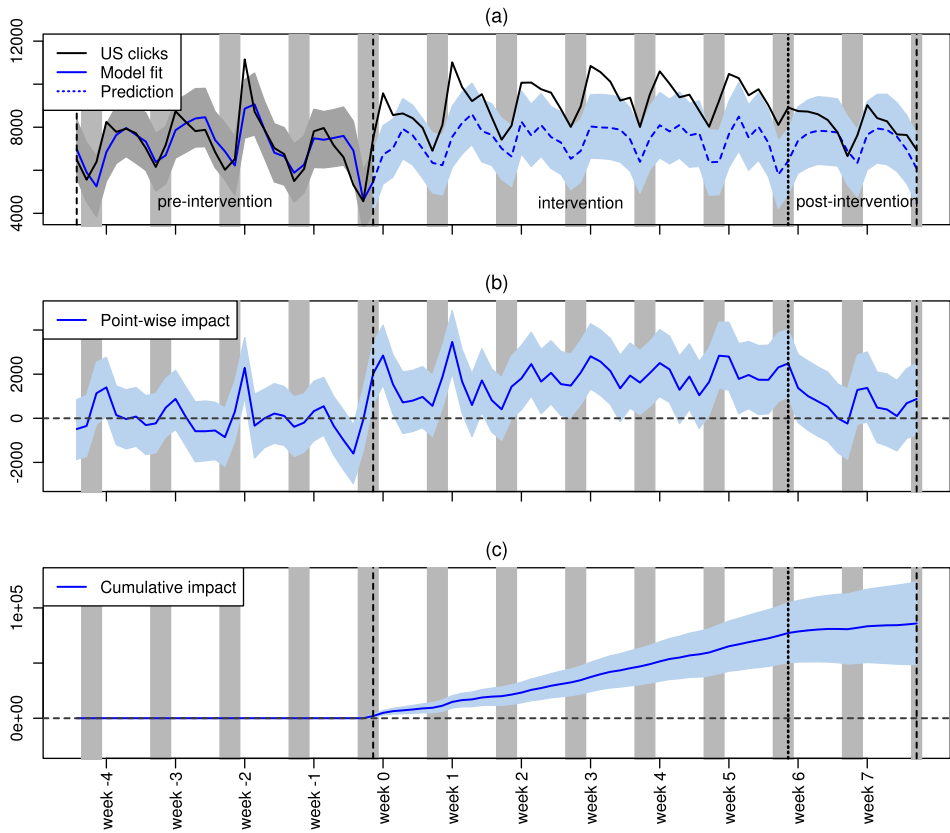 (a)
12000
8000
4000
US clicks
Model fit
Prediction
pre-intervention
intervention
post-intervention
(b)
2000
0
-2000
Point-wise impact
(c)
1e+05
0e+00
Cumulative impact
week -4
week -3
week -2
week -1
week 0
week 1
week 2
week 3
week 4
week 5
week 6
week 7